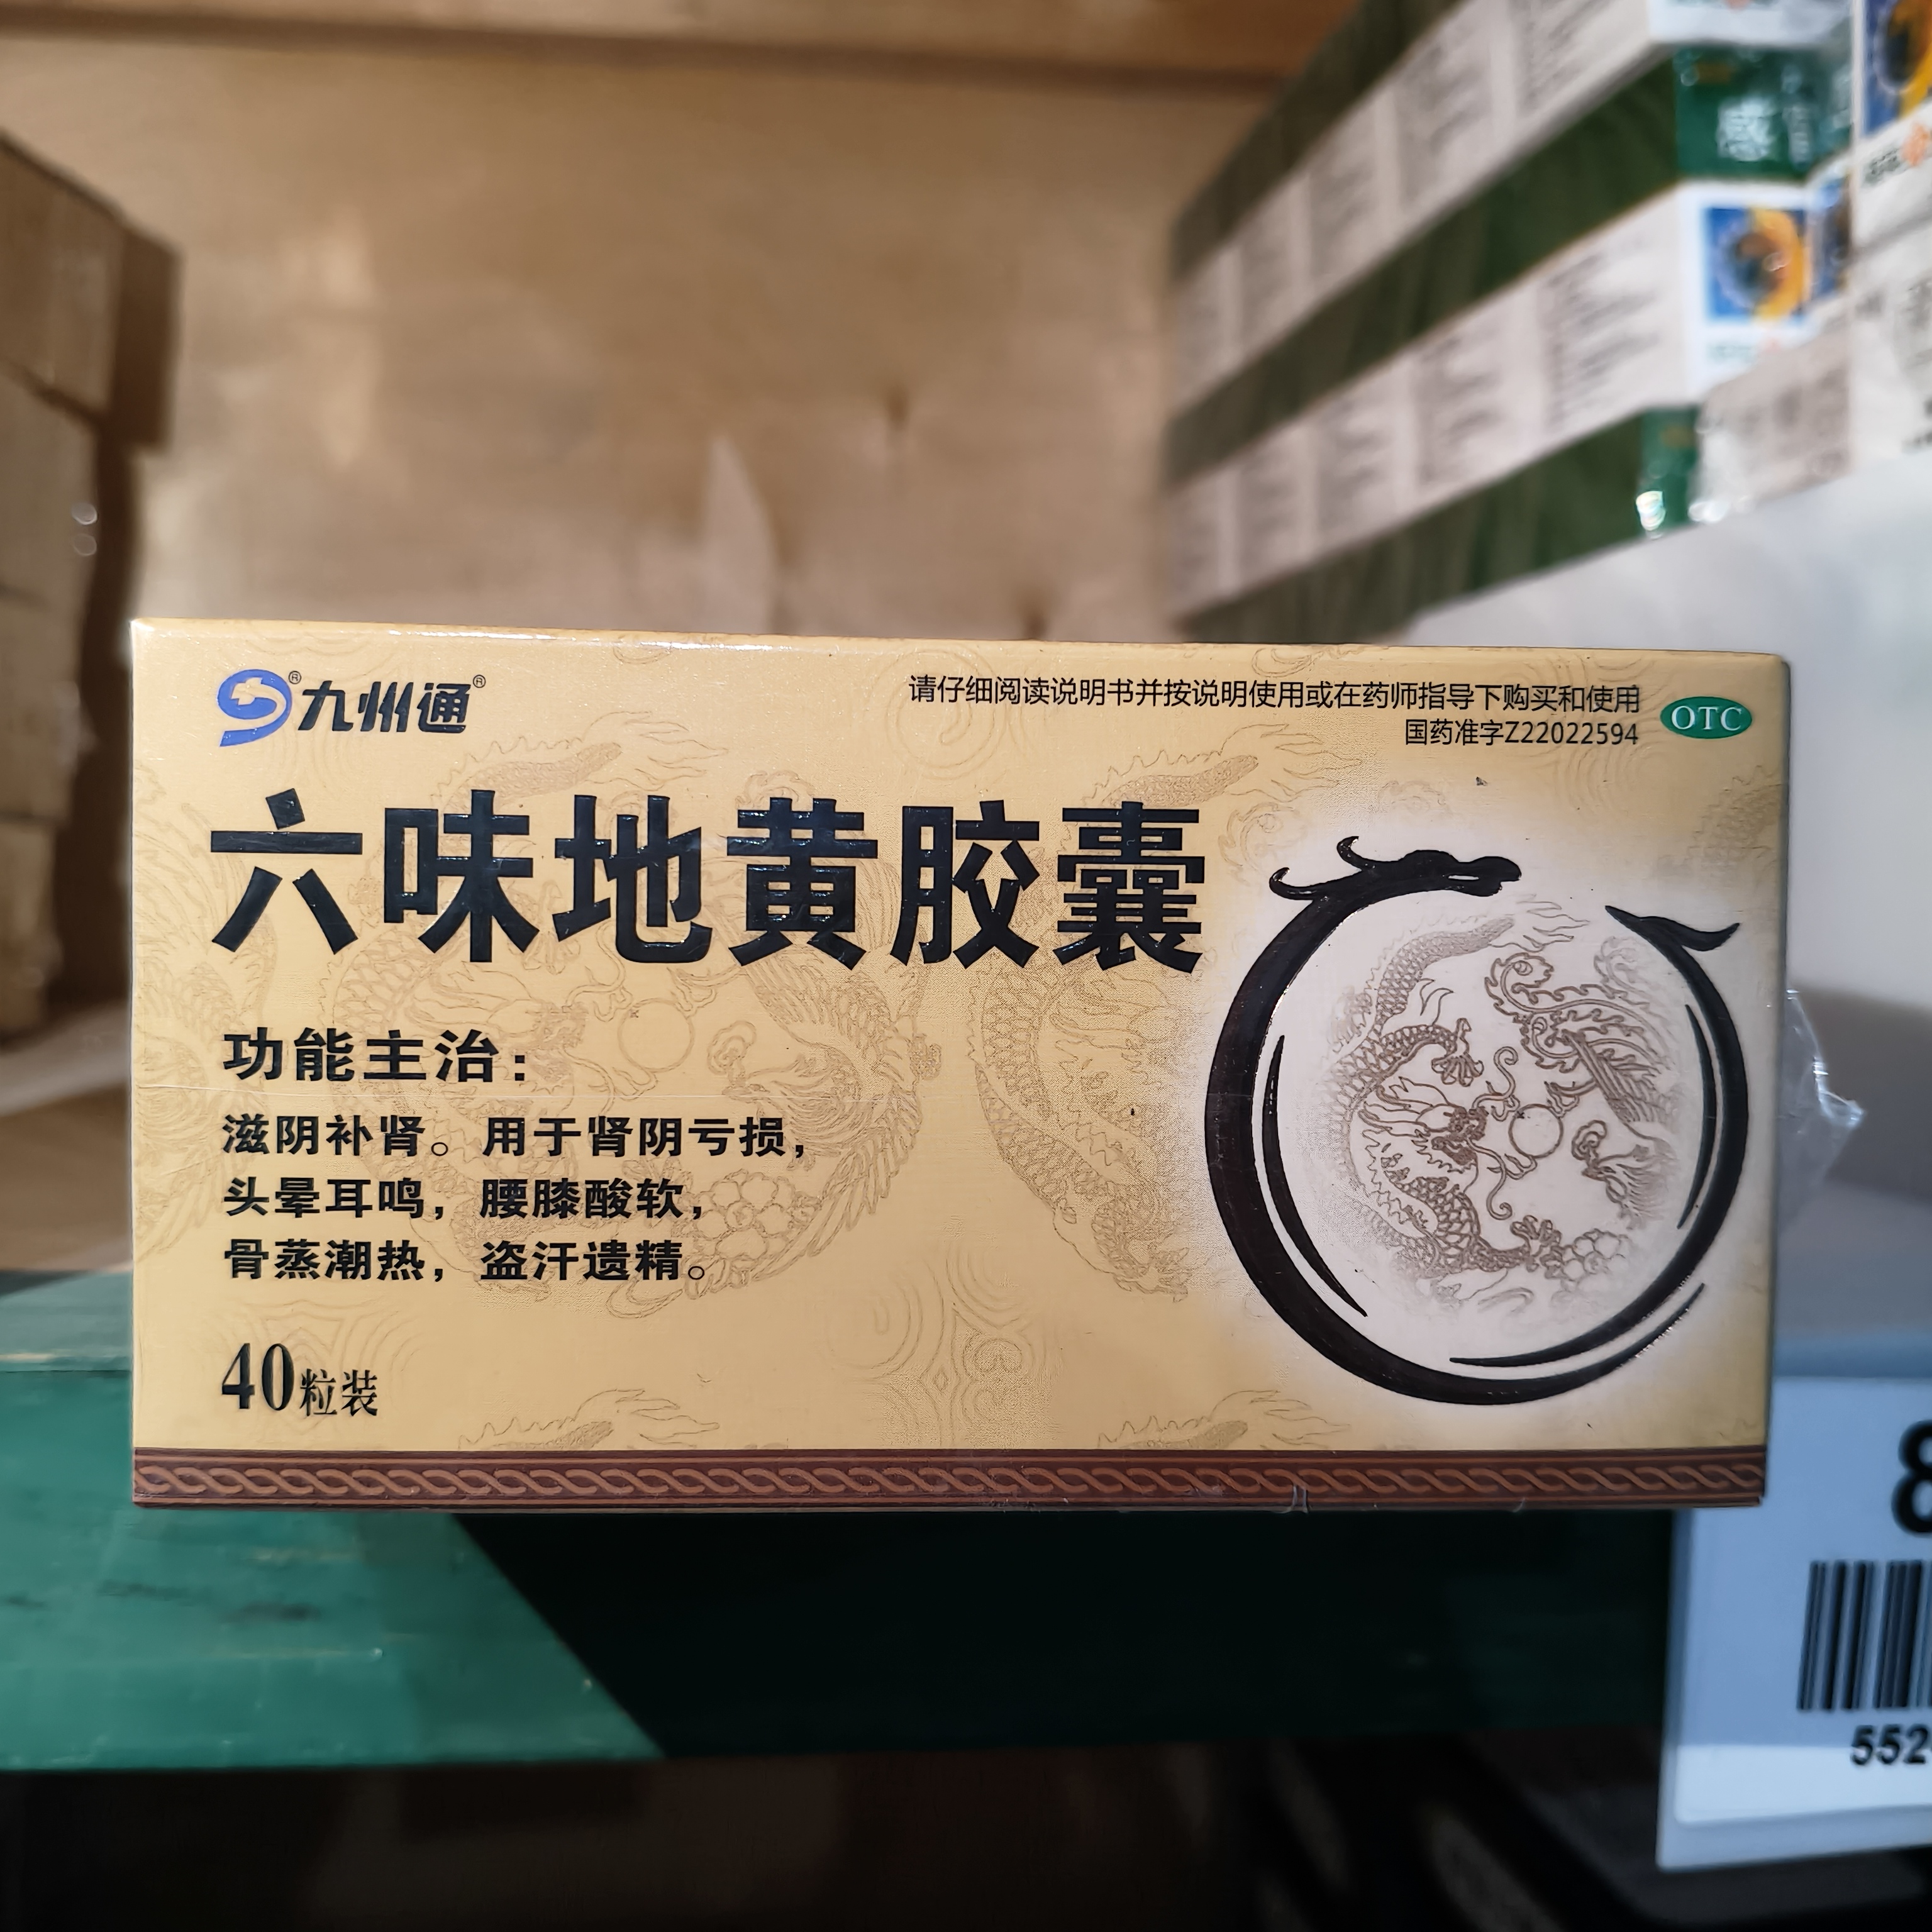 感
九州通
请仔细阅读说明书并按说明使用或在药师指导下购买和使用
国药准字Z22022594
OTC
六味地黄胶囊
功能主治：
滋阴补肾。用于肾阴亏损，
头晕耳鸣，腰膝酸软，
骨蒸潮热，盗汗遗精。
40粒装
552